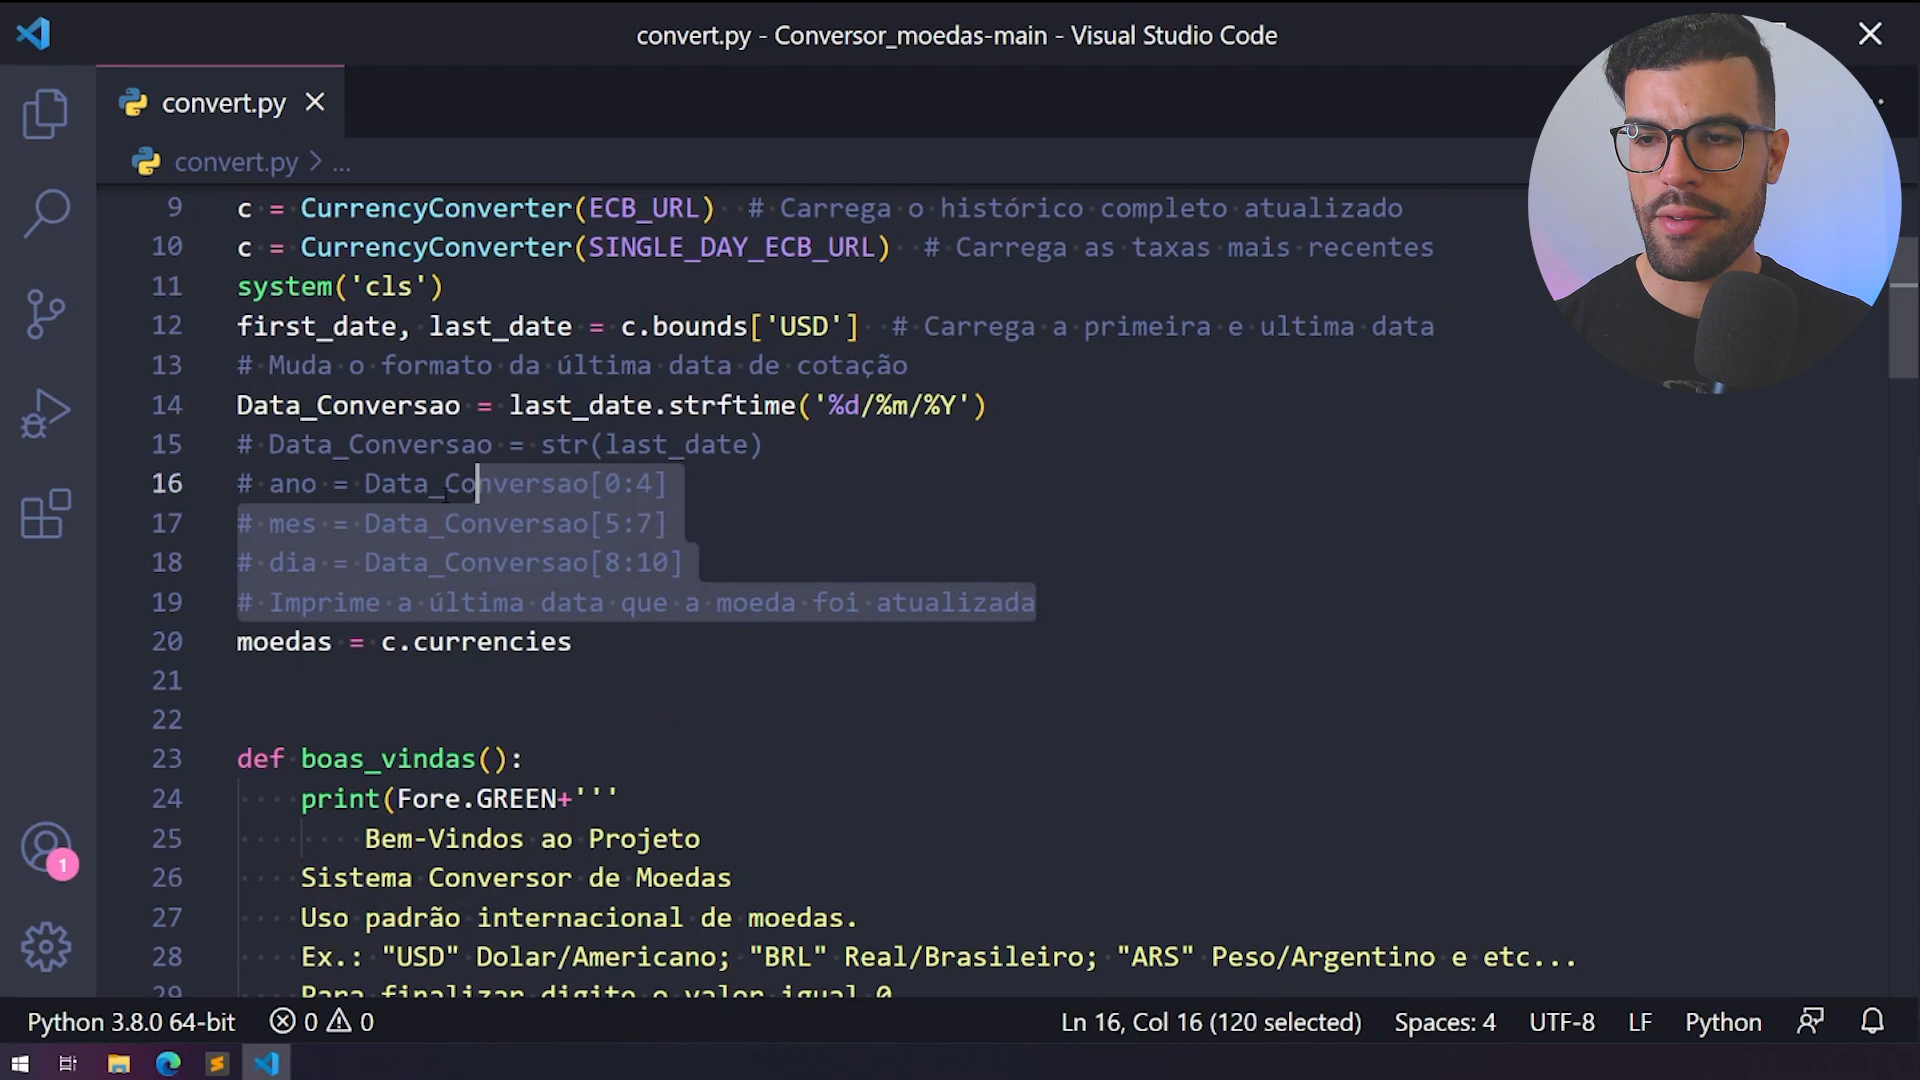 convert.py - Conversor_moedas-main - Visual Studio Code
convert.py
convert.py > ...
9 c = CurrencyConverter(ECB_URL) # Carrega o histórico completo atualizado
10 c = CurrencyConverter(SINGLE_DAY_ECB_URL) # Carrega as taxas mais recentes
11 system('cls')
12 first_date, last_date = c.bounds['USD'] # Carrega a primeira e ultima data
13 # Muda o formato da última data de cotação
14 Data_Conversao = last_date.strftime('%d/%m/%Y')
15 # Data_Conversao = str(last_date)
16 # ano = Data_Conversao[0:4]
17 # mes = Data_Conversao[5:7]
18 # dia = Data_Conversao[8:10]
19 # Imprime a última data que a moeda foi atualizada
20 moedas = c.currencies
21
22
23 def boas_vindas():
24 print(Fore.GREEN+'''
25 Bem-Vindos ao Projeto
26 Sistema Conversor de Moedas
27 Uso padrão internacional de moedas.
28 Ex.: "USD" Dolar/Americano; "BRL" Real/Brasileiro; "ARS" Peso/Argentino e etc...
29 Para finalizar digite o valor igual 0
1
Python 3.8.0 64-bit 0 0 Ln 16, Col 16 (120 selected) Spaces: 4 UTF-8 LF Python